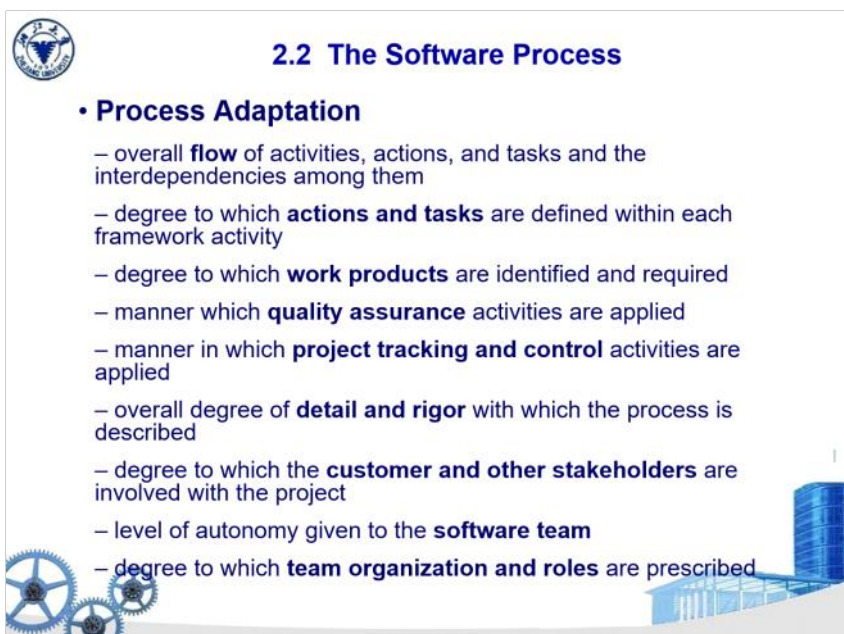 2.2 The Software Process
• Process Adaptation
– overall flow of activities, actions, and tasks and the
interdependencies among them
– degree to which actions and tasks are defined within each
framework activity
– degree to which work products are identified and required
– manner which quality assurance activities are applied
– manner in which project tracking and control activities are
applied
– overall degree of detail and rigor with which the process is
described
– degree to which the customer and other stakeholders are
involved with the project
– level of autonomy given to the software team
– degree to which team organization and roles are prescribed
ZHEJIANG UNIVERSITY